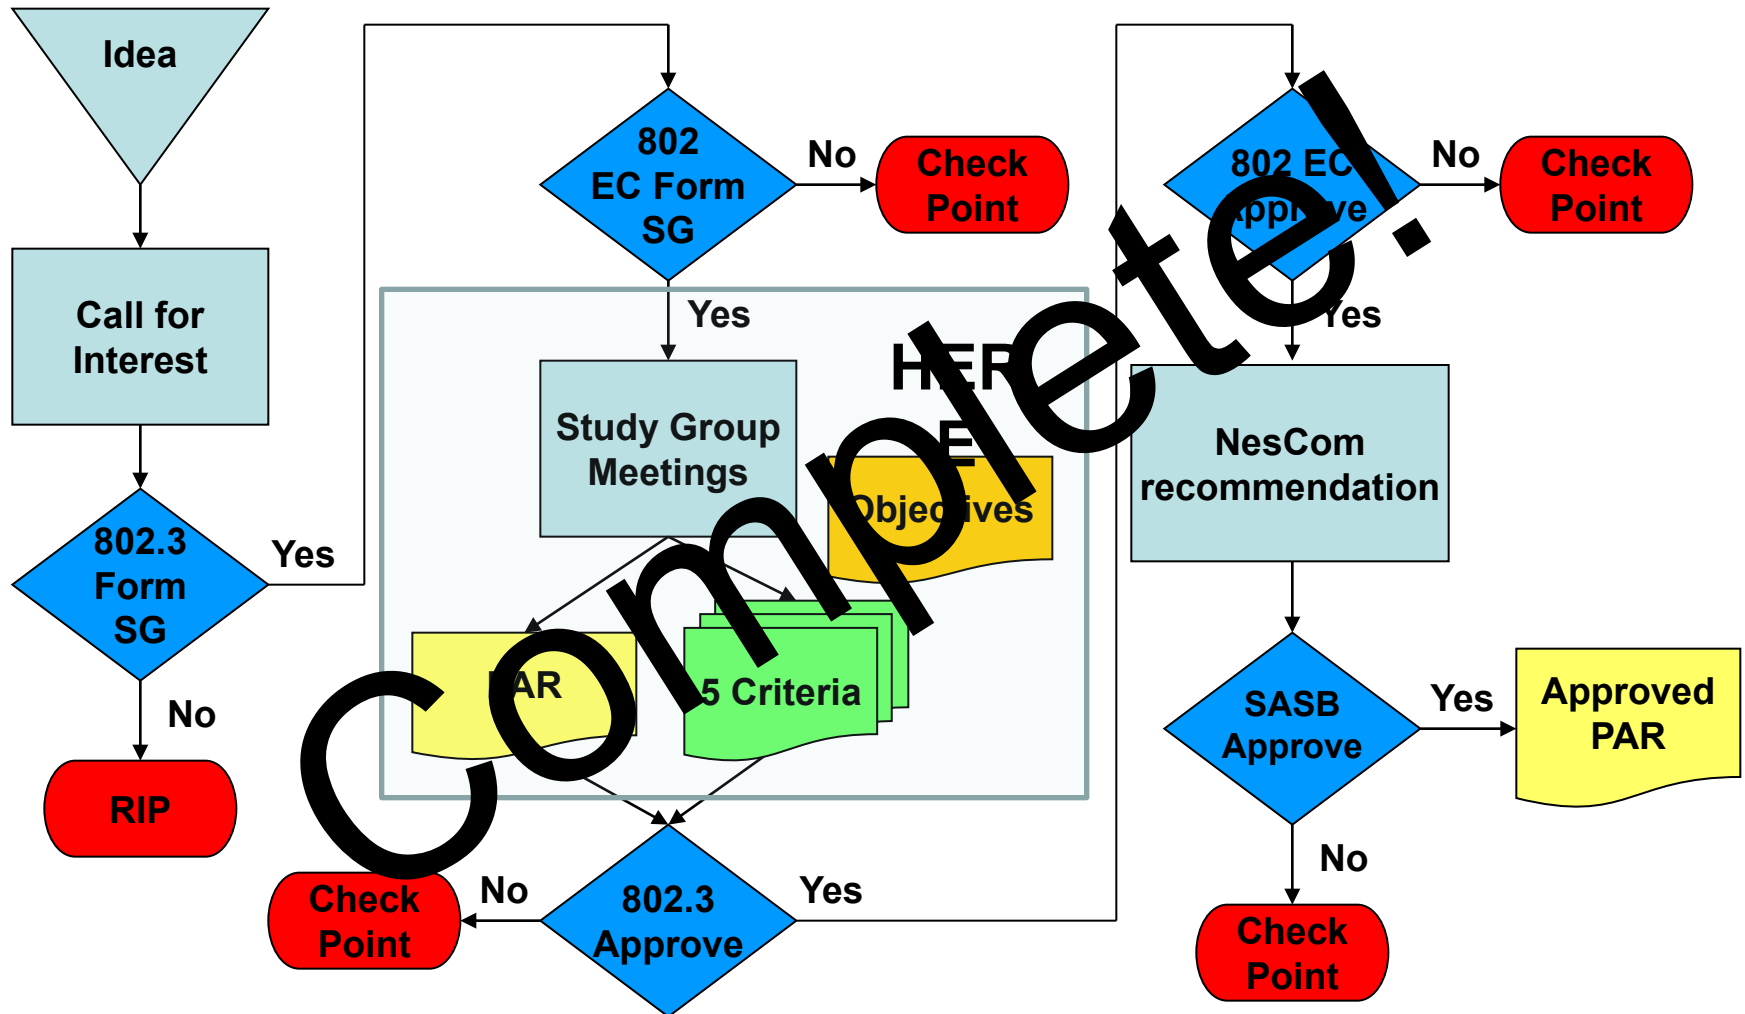 Idea
Call for
Interest
802.3
Form
SG
Yes
No
RIP
802
EC Form
SG
No
Check
Point
Yes
HER
E
Study Group
Meetings
Objectives
PAR
5 Criteria
802.3
Approve
No
Check
Point
Yes
802 EC
Approve
No
Check
Point
Yes
NesCom
recommendation
SASB
Approve
Yes
Approved
PAR
No
Check
Point
Complete!